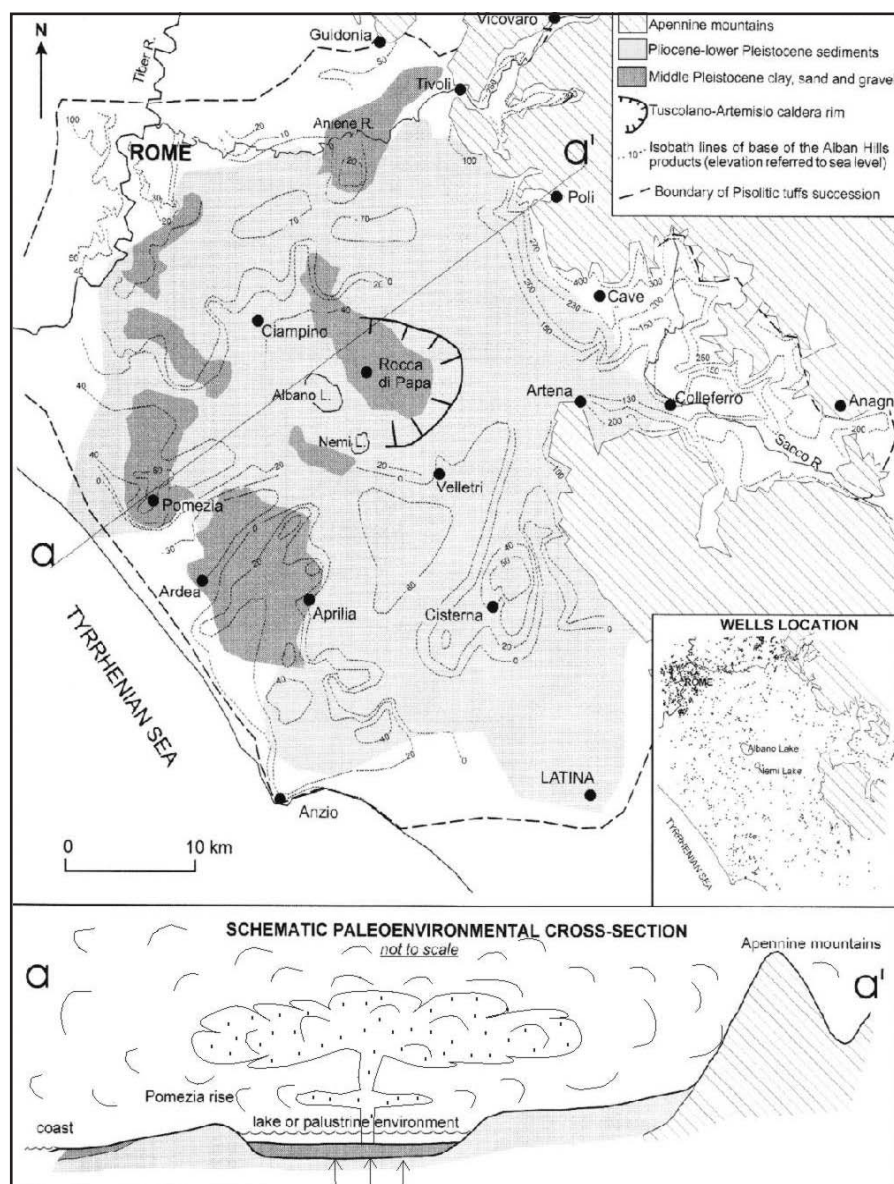 N
Tiber R.
Guidonia
Vicovaro
Tivoli
Aniene R.
ROME
a'
Poli
Cave
Ciampino
Rocca
di Papa
Albano L.
Nemi L.
Artena
Colleferro
Anagn
Sacco R.
Velletri
Pomezia
a
Ardea
Aprilia
Cisterna
TYRRHENIAN SEA
LATINA
Anzio
0 10 km
Apennine mountains
Pliocene-lower Pleistocene sediments
Middle Pleistocene clay, sand and gravel
Tuscolano-Artemisio caldera rim
Isobath lines of base of the Alban Hills
products (elevation referred to sea level)
Boundary of Pisolitic tuffs succession
WELLS LOCATION
ROME
Albano Lake
Nemi Lake
TYRRHENIAN SEA
SCHEMATIC PALEOENVIRONMENTAL CROSS-SECTION
not to scale
Apennine mountains
a
a'
Pomezia rise
lake or palustrine environment
coast